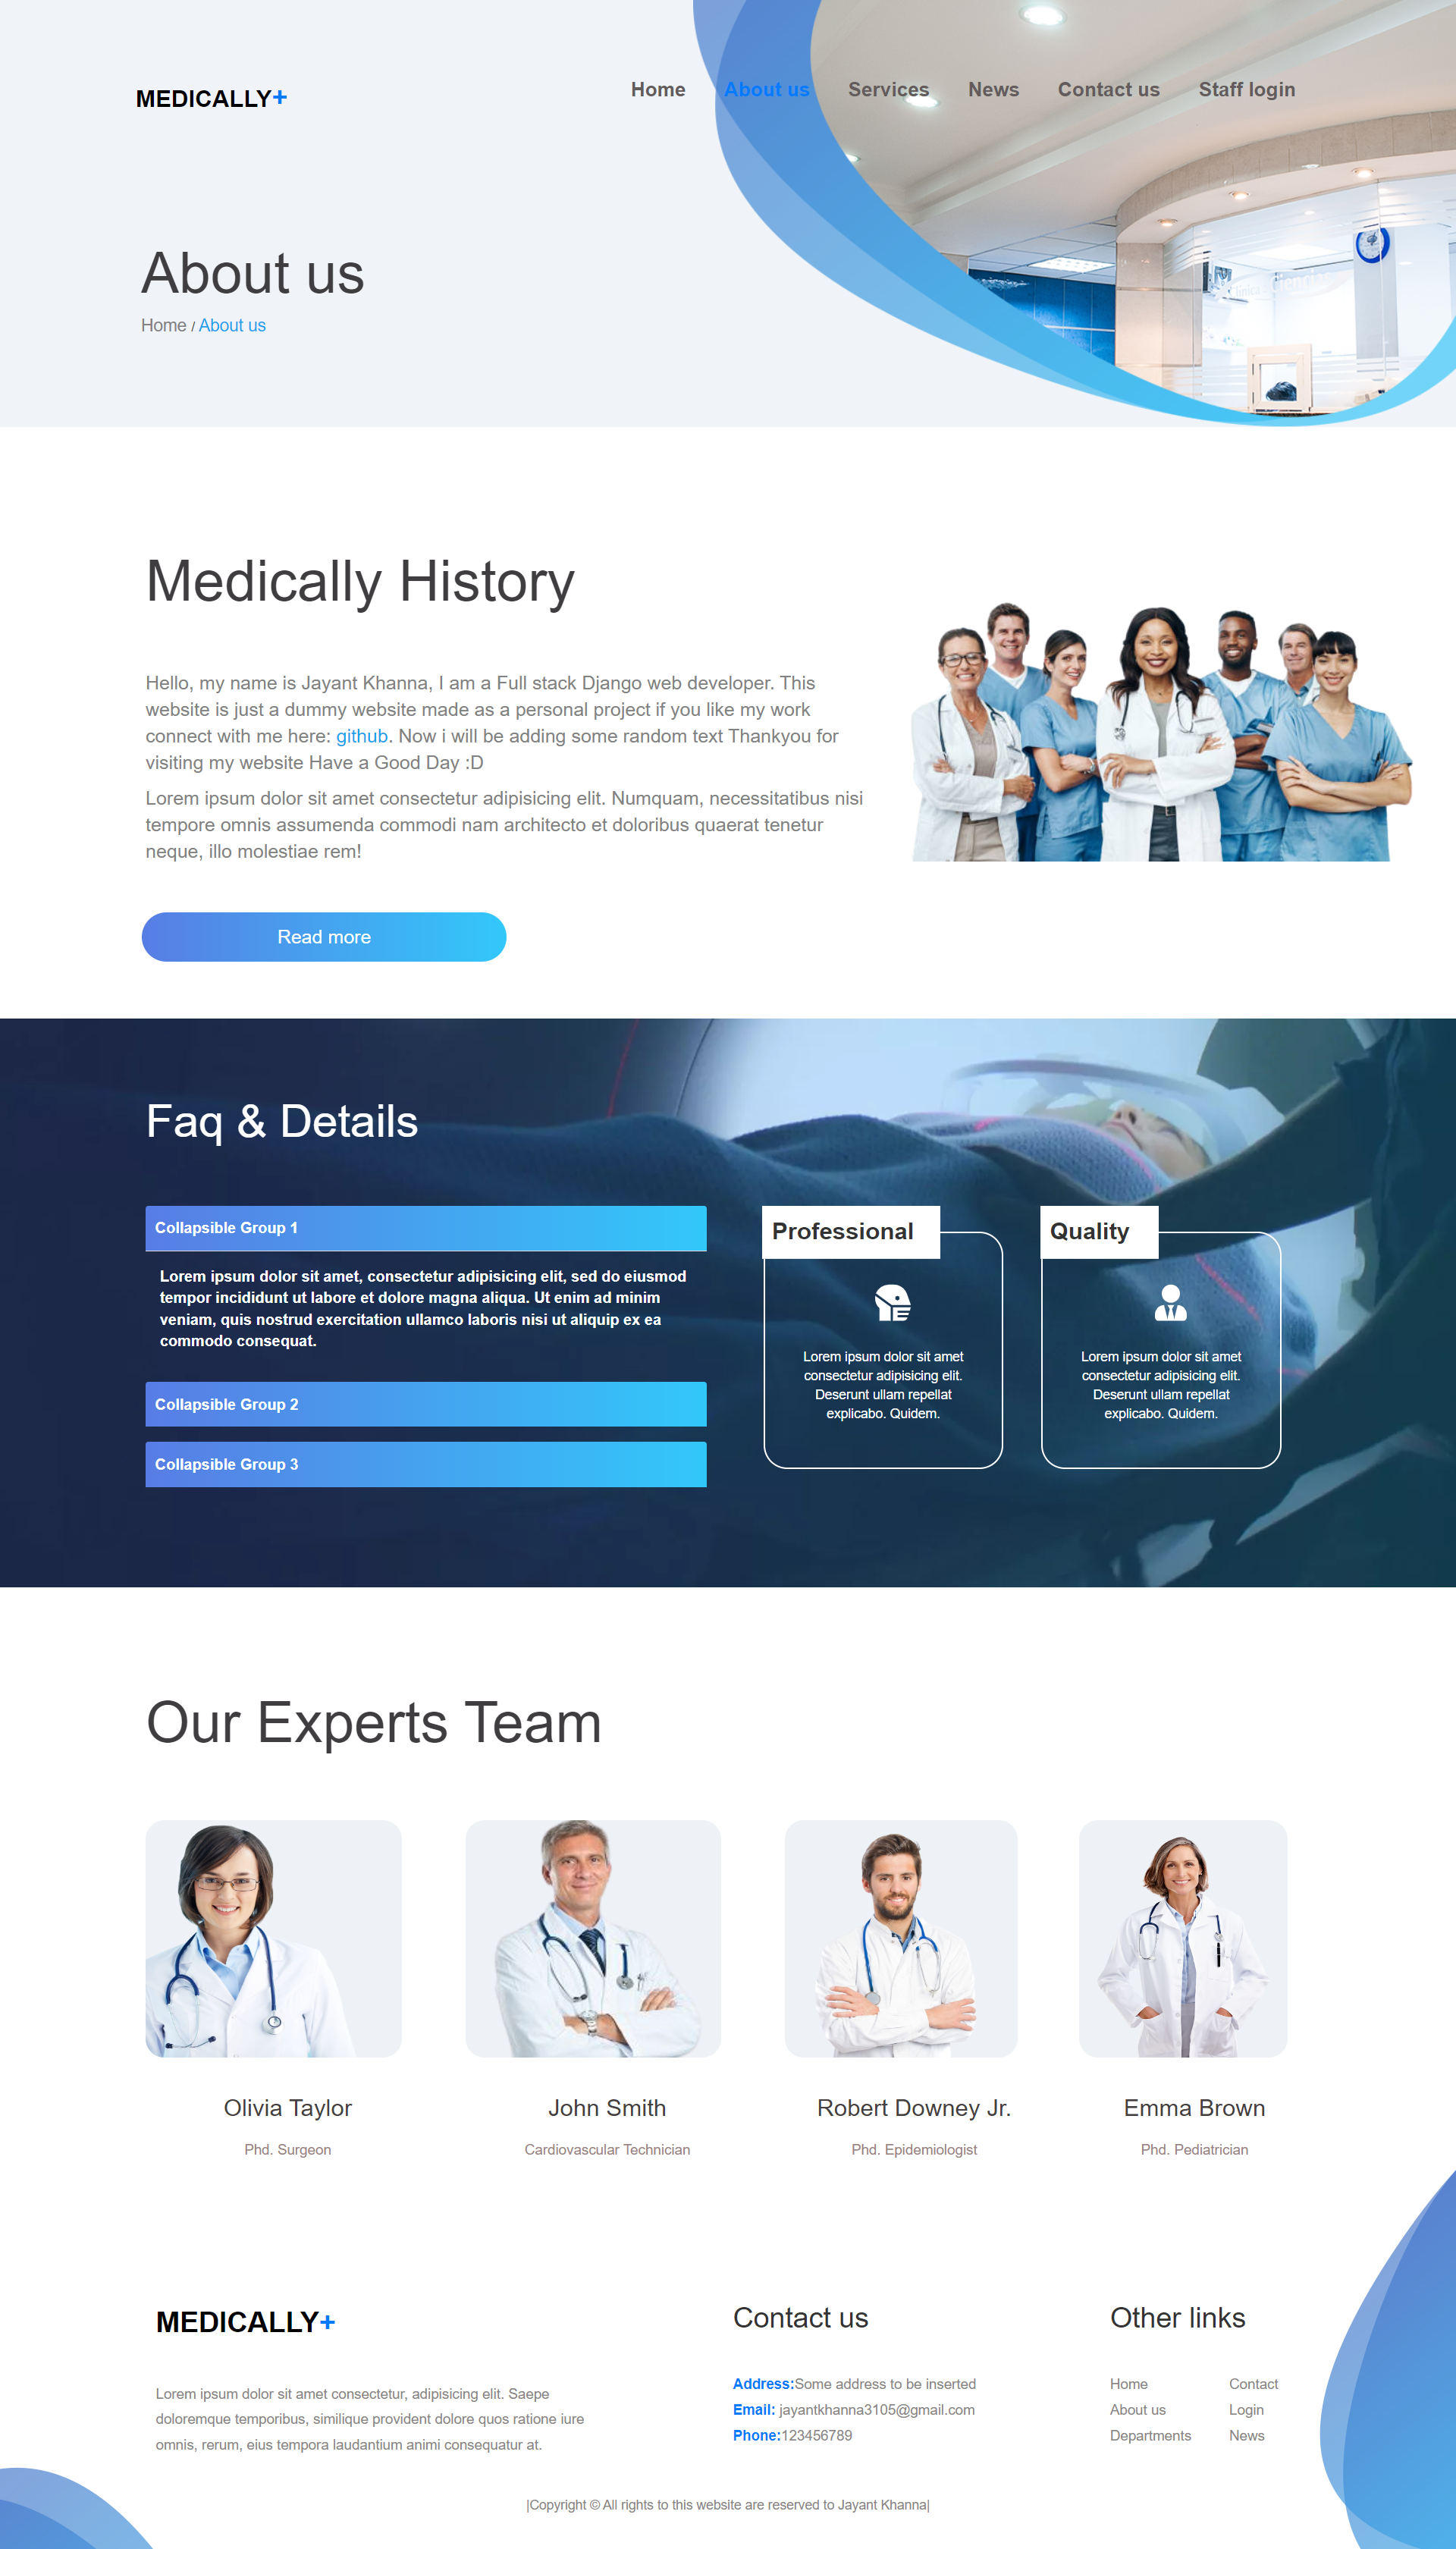 MEDICALLY+
Home About us Services News Contact us Staff login
About us
Home / About us
Medically History
Hello, my name is Jayant Khanna, I am a Full stack Django web developer. This
website is just a dummy website made as a personal project if you like my work
connect with me here: github. Now i will be adding some random text Thankyou for
visiting my website Have a Good Day :D
Lorem ipsum dolor sit amet consectetur adipisicing elit. Numquam, necessitatibus nisi
tempore omnis assumenda commodi nam architecto et doloribus quaerat tenetur
neque, illo molestiae rem!
Read more
Faq & Details
Collapsible Group 1
Lorem ipsum dolor sit amet, consectetur adipisicing elit, sed do eiusmod
tempor incididunt ut labore et dolore magna aliqua. Ut enim ad minim
veniam, quis nostrud exercitation ullamco laboris nisi ut aliquip ex ea
commodo consequat.
Collapsible Group 2
Collapsible Group 3
Professional
Lorem ipsum dolor sit amet
consectetur adipisicing elit.
Deserunt ullam repellat
explicabo. Quidem.
Quality
Lorem ipsum dolor sit amet
consectetur adipisicing elit.
Deserunt ullam repellat
explicabo. Quidem.
Our Experts Team
Olivia Taylor
Phd. Surgeon
John Smith
Cardiovascular Technician
Robert Downey Jr.
Phd. Epidemiologist
Emma Brown
Phd. Pediatrician
MEDICALLY+
Lorem ipsum dolor sit amet consectetur, adipisicing elit. Saepe
doloremque temporibus, similique provident dolore quos ratione iure
omnis, rerum, eius tempora laudantium animi consequatur at.
Contact us
Address:Some address to be inserted
Email: jayantkhanna3105@gmail.com
Phone:123456789
Other links
Home Contact
About us Login
Departments News
|Copyright © All rights to this website are reserved to Jayant Khanna|